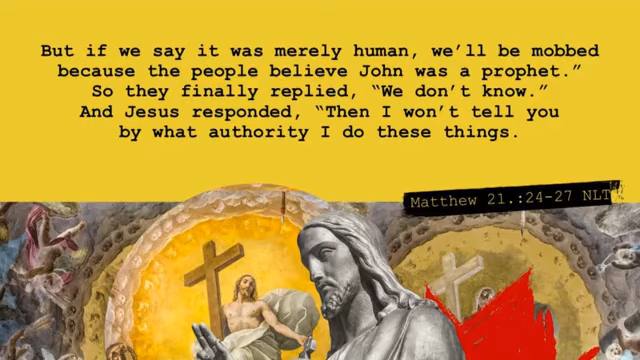 But if we say it was merely human, we’ll be mobbed
because the people believe John was a prophet.”
So they finally replied, “We don’t know.”
And Jesus responded, “Then I won’t tell you
by what authority I do these things.
Matthew 21.:24-27 NLT